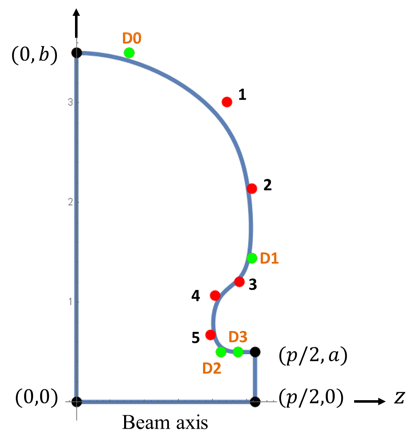 D0
(0, b)
1
3
2
2
D1
3
4
1
5
D2
D3
(p/2, a)
(0,0)
(p/2,0)
z
Beam axis